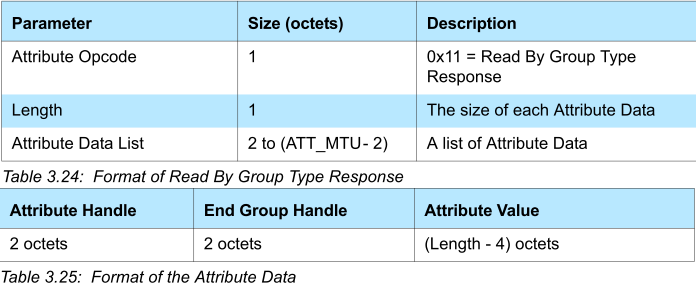 Parameter Size (octets) Description
Attribute Opcode 1 0x11 = Read By Group Type
Response
Length 1 The size of each Attribute Data
Attribute Data List 2 to (ATT_MTU- 2) A list of Attribute Data
Table 3.24: Format of Read By Group Type Response
Attribute Handle End Group Handle Attribute Value
2 octets 2 octets (Length - 4) octets
Table 3.25: Format of the Attribute Data